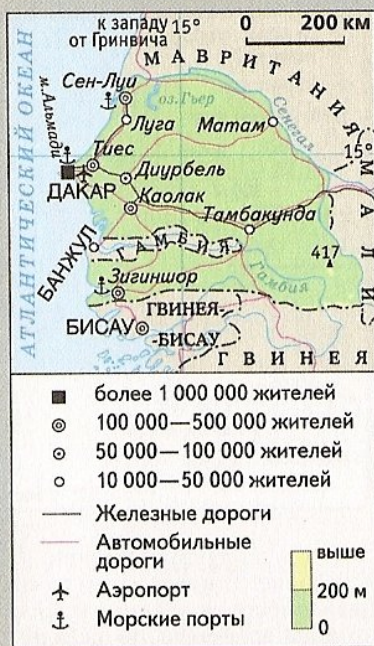 к западу
от Гринвича
15°
0 200 км
МАВРИТАНИЯ
АТЛАНТИЧЕСКИЙ ОКЕАН
м. Альмади
Сен-Луи
оз. Гьер
Сенегал
Луга
Матам
15°
Тиес
ДАКАР
Диурбель
Каолак
Тамбакунда
МАЛИ
БАНЖУЛ
ГАМБИЯ
Гамбия
417
Зигиншор
ГВИНЕЯ-
-БИСАУ
БИСАУ
ГВИНЕЯ
более 1 000 000 жителей
100 000—500 000 жителей
50 000—100 000 жителей
10 000—50 000 жителей
Железные дороги
Автомобильные
дороги
Аэропорт
Морские порты
выше
200 м
0